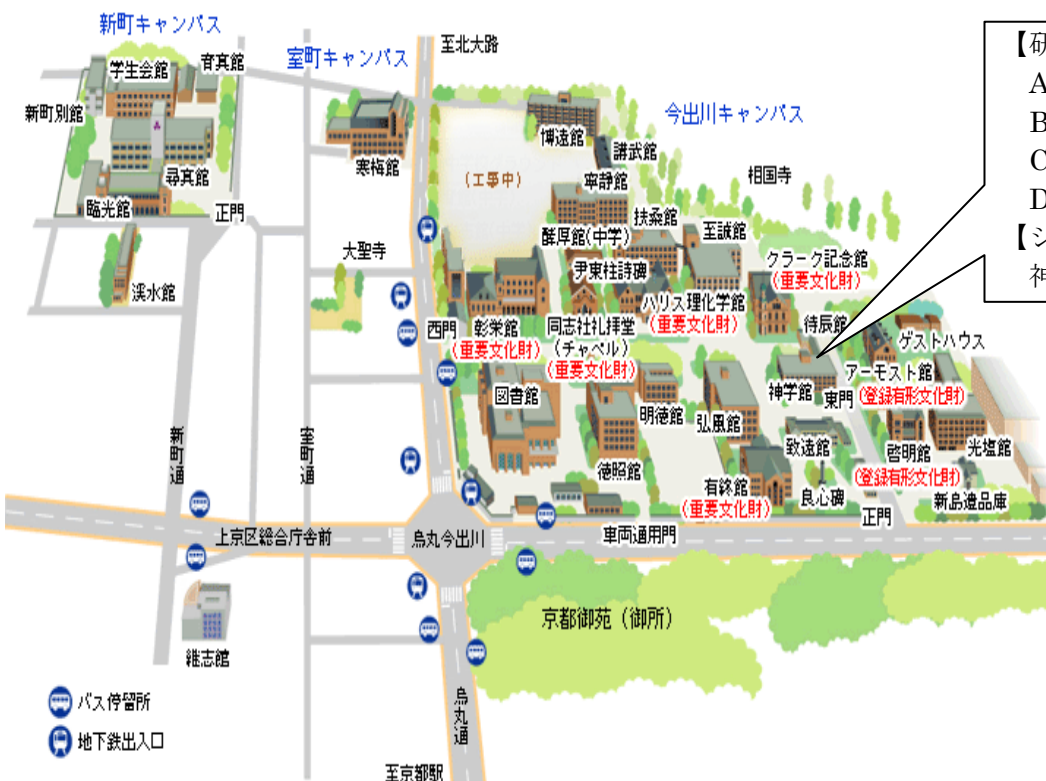 新町キャンパス
室町キャンパス
今出川キャンパス
至北大路
学生会館
育真館
新町別館
尋真館
臨光館
正門
渓水館
寒梅館
大聖寺
(工事中)
博遠館
講武館
寧静館
扶桑館
至誠館
相国寺
醇厚館(中学)
尹東柱詩碑
クラーク記念館
(重要文化財)
ハリス理化学館
(重要文化財)
西門
彰栄館
(重要文化財)
同志社礼拝堂
(チャペル)
(重要文化財)
待辰館
ゲストハウス
アーモスト館
(登録有形文化財)
神学館
東門
図書館
明徳館
弘風館
徳照館
致遠館
啓明館
(登録有形文化財)
光塩館
有終館
(重要文化財)
良心碑
正門
新島遺品庫
新町通
室町通
上京区総合庁舎前
烏丸今出川
車両通用門
京都御苑(御所)
継志館
烏丸通
至京都駅
バス停留所
地下鉄出入口
【研
A
B
C
D
【シ
神